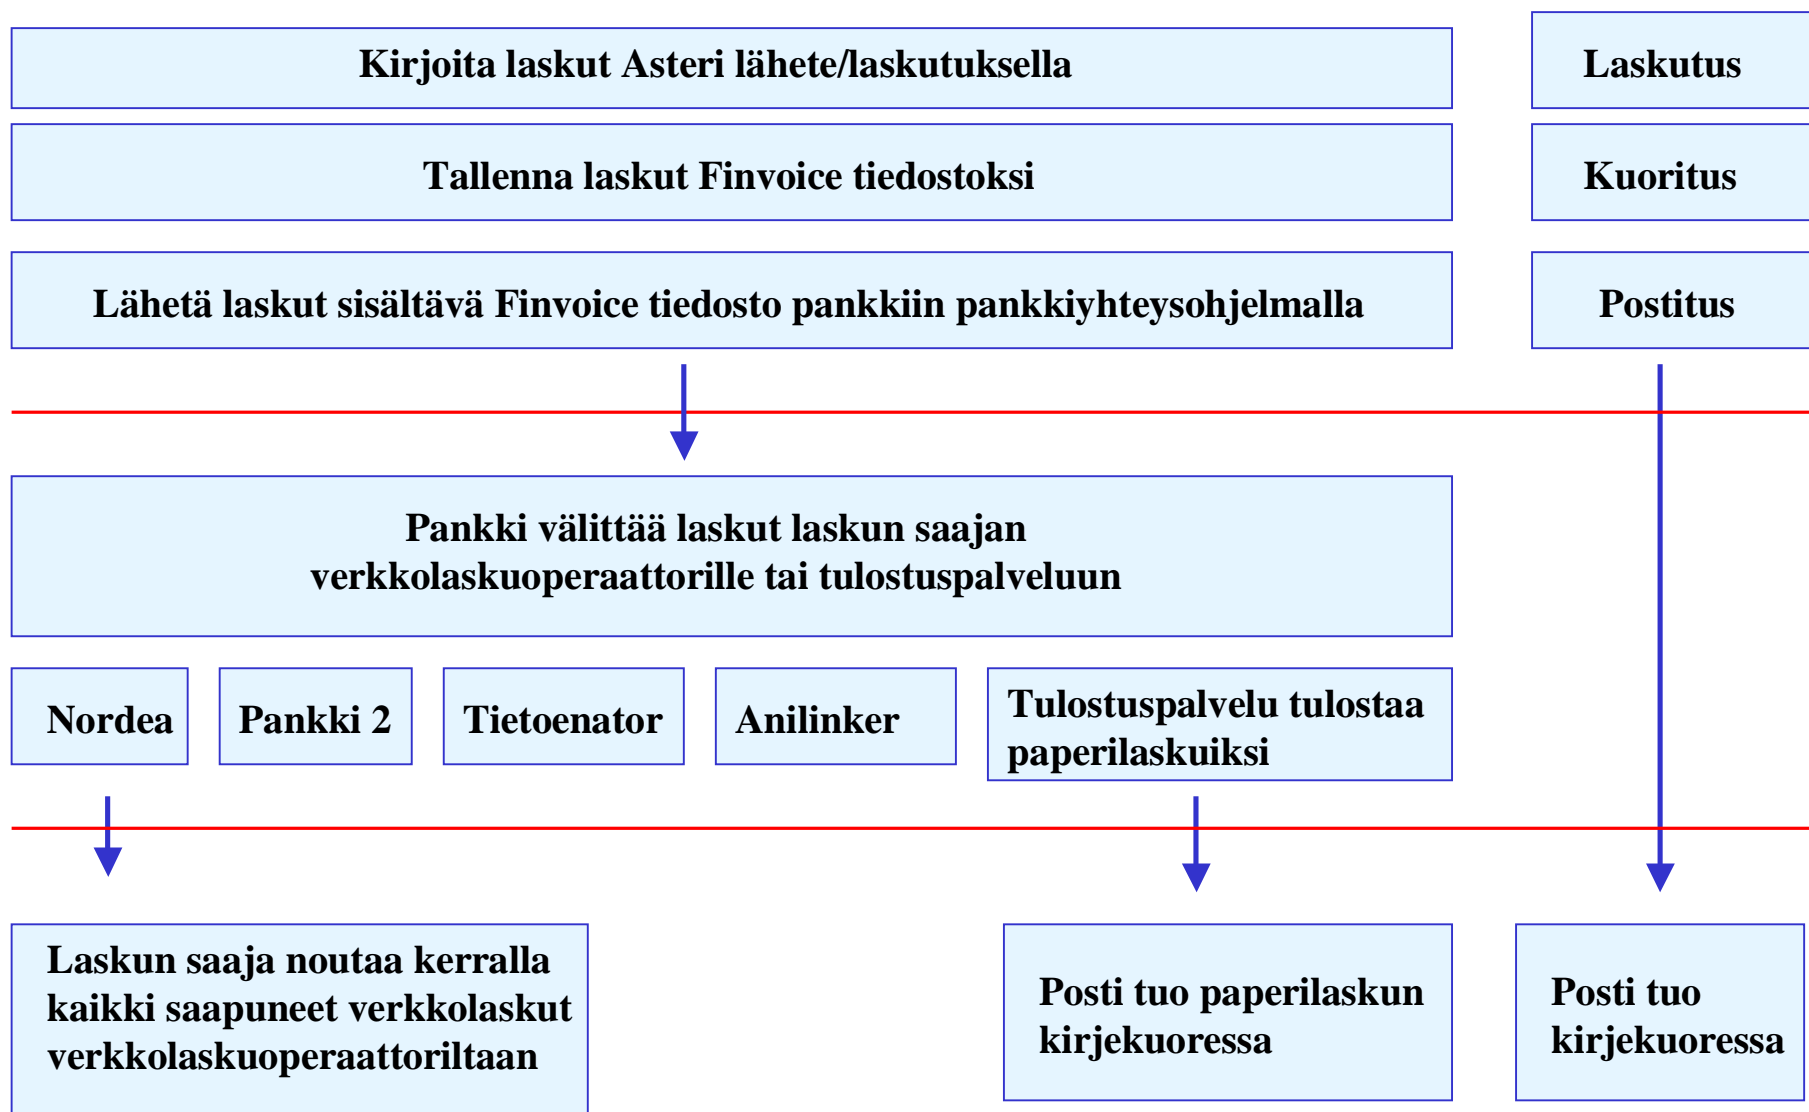 Kirjoita laskut Asteri lähete/laskutuksella
Laskutus
Tallenna laskut Finvoice tiedostoksi
Kuoritus
Lähetä laskut sisältävä Finvoice tiedosto pankkiin pankkiyhteysohjelmalla
Postitus
Pankki välittää laskut laskun saajan
verkkolaskuoperaattorille tai tulostuspalveluun
Nordea
Pankki 2
Tietoenator
Anilinker
Tulostuspalvelu tulostaa
paperilaskuiksi
Laskun saaja noutaa kerralla
kaikki saapuneet verkkolaskut
verkkolaskuoperaattoriltaan
Posti tuo paperilaskun
kirjekuoressa
Posti tuo
kirjekuoressa